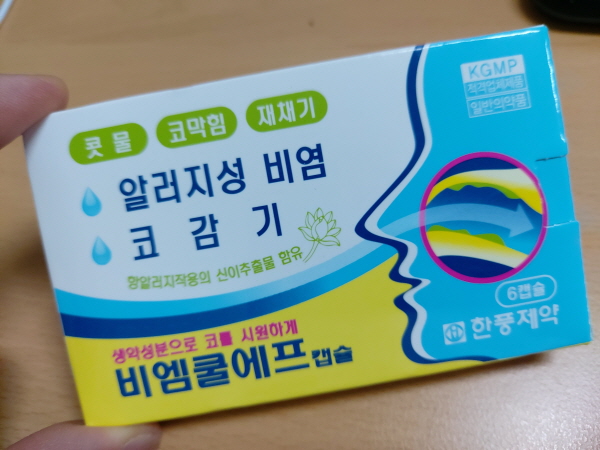 콧물 코막힘 재채기
알러지성 비염
코감기
항알러지작용의 신이추출물 함유
생약성분으로 코를 시원하게
비엠쿨에프캡슐
KGMP
적격업체제품
일반의약품
6캡슐
한풍제약